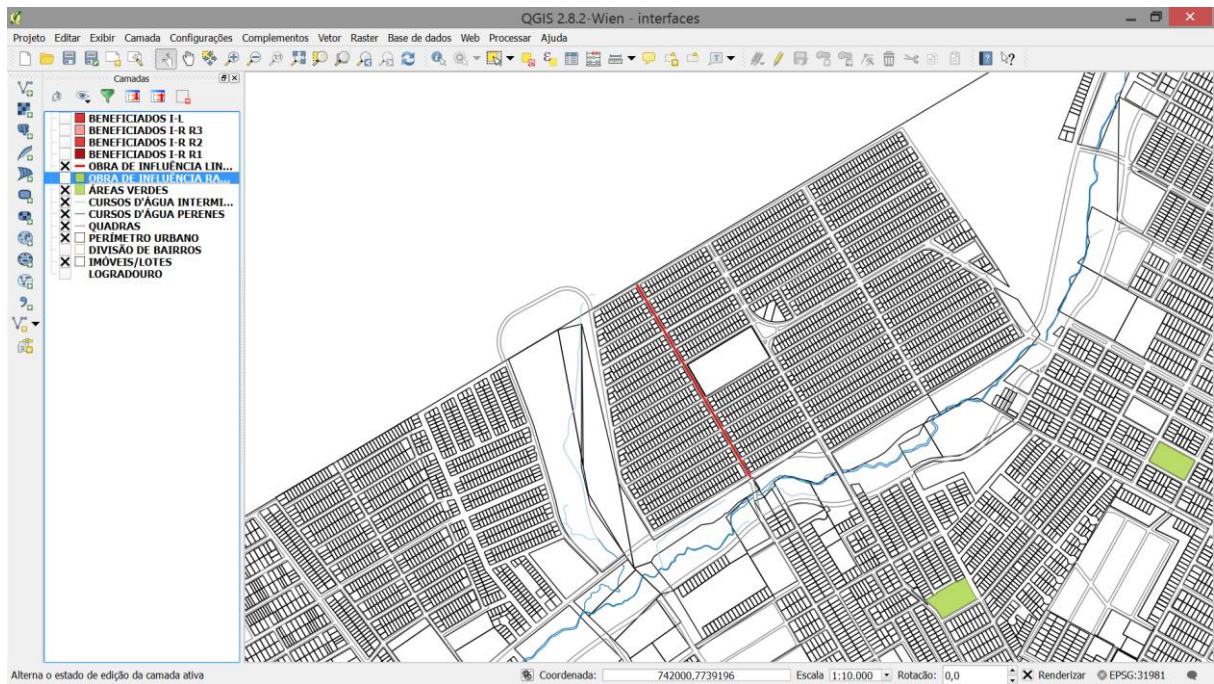 QGIS 2.8.2-Wien - interfaces
Projeto Editar Exibir Camada Configurações Complementos Vetor Raster Base de dados Web Processar Ajuda
Camadas
BENEFICIADOS I-L
BENEFICIADOS I-R R3
BENEFICIADOS I-R R2
BENEFICIADOS I-R R1
OBRA DE INFLUÊNCIA LIN...
OBRA DE INFLUÊNCIA RA...
ÁREAS VERDES
CURSOS D'ÁGUA INTERMI...
CURSOS D'ÁGUA PERENES
QUADRAS
PERÍMETRO URBANO
DIVISÃO DE BAIRROS
IMÓVEIS/LOTES
LOGRADOURO
Alterna o estado de edição da camada ativa
Coordenada: 742000,7739196 Escala 1:10.000 Rotacão: 0,0 Renderizar EPSG:31981